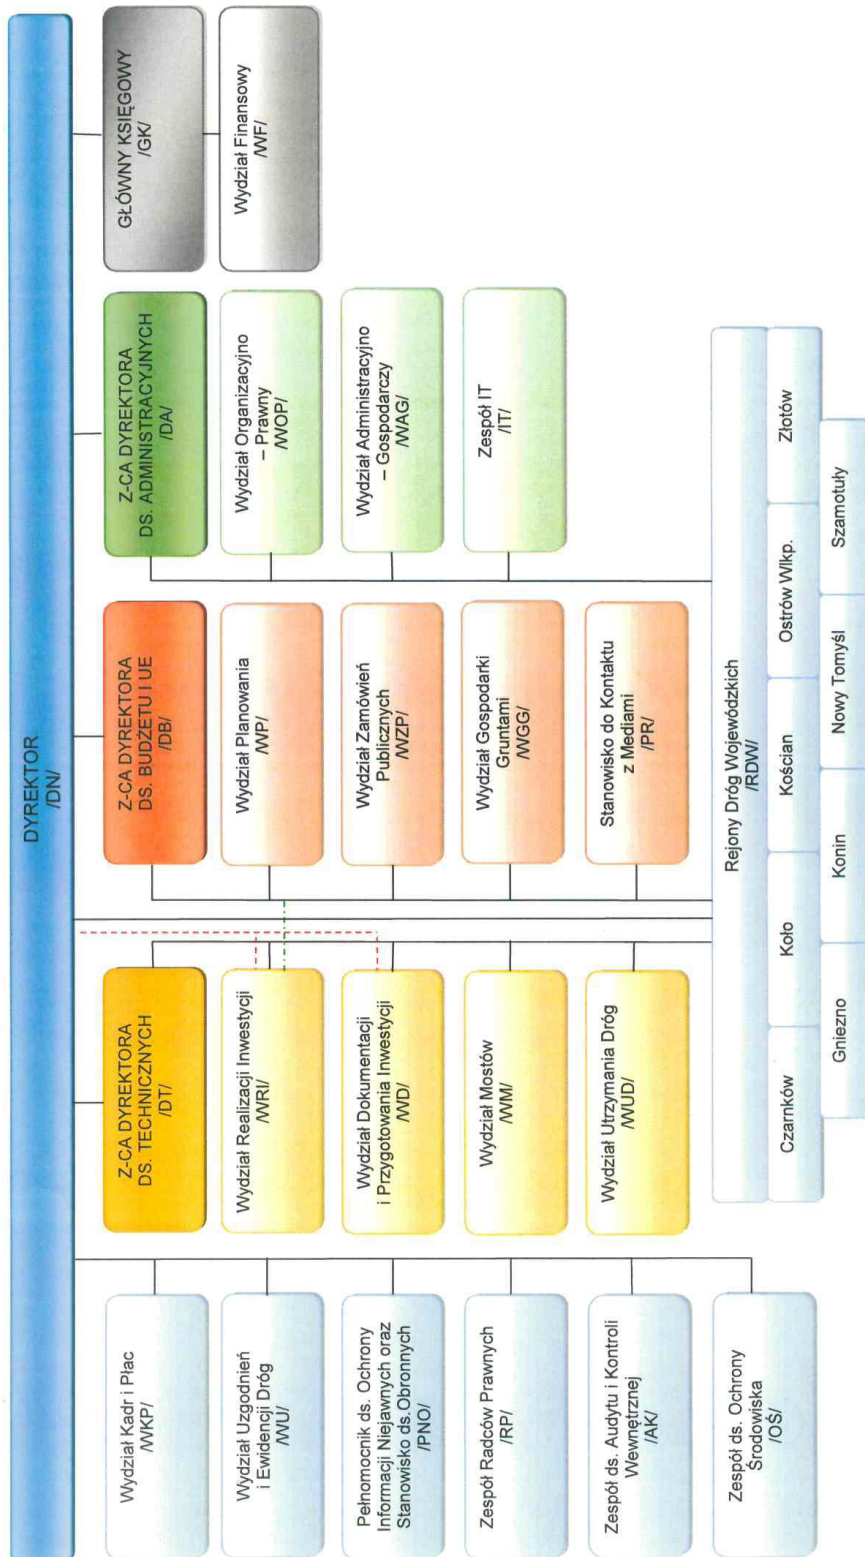 DYREKTOR
/DN/
Wydział Kadr i Płac
/WKP/
Wydział Uzgodnień
i Ewidencji Dróg
/WU/
Pełnomocnik ds. Ochrony
Informacji Niejawnych oraz
Stanowisko ds.Obronnych
/PNO/
Zespół Radców Prawnych
/RP/
Zespół ds. Audytu i Kontroli
Wewnętrznej
/AK/
Zespół ds. Ochrony
Środowiska
/OŚ/
Z-CA DYREKTORA
DS. TECHNICZNYCH
/DT/
Wydział Realizacji Inwestycji
/WRI/
Wydział Dokumentacji
i Przygotowania Inwestycji
/WD/
Wydział Mostów
/WM/
Wydział Utrzymania Dróg
/WUD/
Z-CA DYREKTORA
DS. BUDŻETU I UE
/DB/
Wydział Planowania
/WP/
Wydział Zamówień
Publicznych
/WZP/
Wydział Gospodarki
Gruntami
/WGG/
Stanowisko do Kontaktu
z Mediami
/PR/
Z-CA DYREKTORA
DS. ADMINISTRACYJNYCH
/DA/
Wydział Organizacyjno
– Prawny
/WOP/
Wydział Administracyjno
– Gospodarczy
/WAG/
Zespół IT
/IT/
GŁÓWNY KSIĘGOWY
/GK/
Wydział Finansowy
/WF/
Rejony Dróg Wojewódzkich
/RDW/
Czarnków
Koło
Kościan
Ostrów Wlkp.
Złotów
Gniezno
Konin
Nowy Tomyśl
Szamotuły